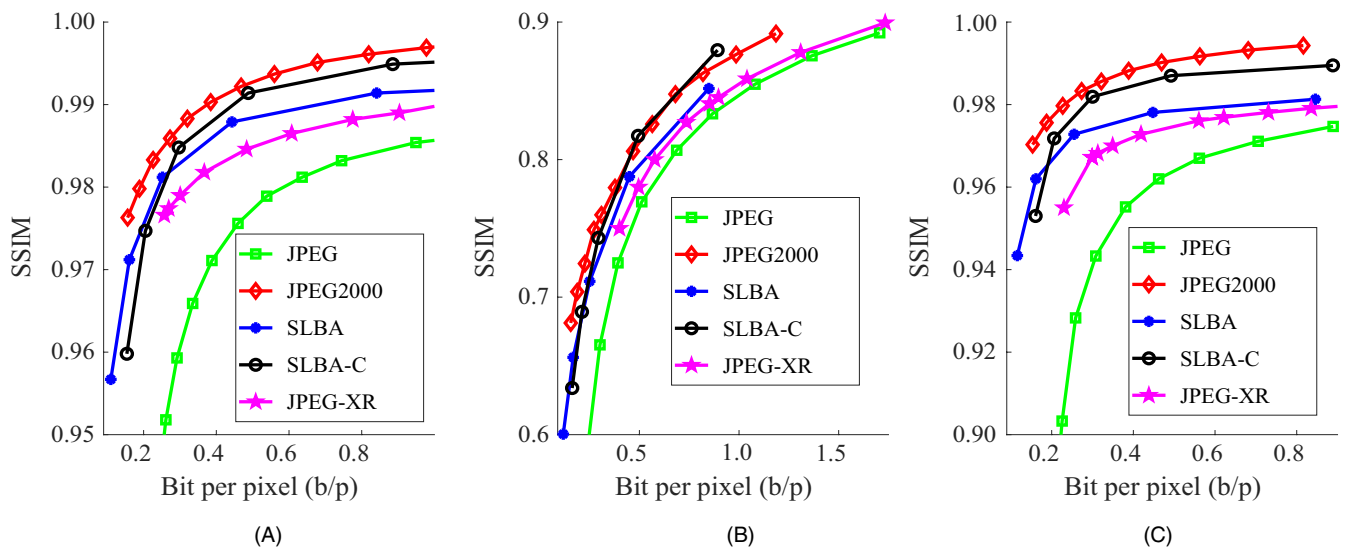 1.00
0.99
0.98
0.97
0.96
0.95
SSIM
0.2
0.4
0.6
0.8
Bit per pixel (b/p)
JPEG
JPEG2000
SLBA
SLBA-C
JPEG-XR
(A)
0.9
0.8
0.7
0.6
SSIM
0.5
1.0
1.5
Bit per pixel (b/p)
JPEG
JPEG2000
SLBA
SLBA-C
JPEG-XR
(B)
1.00
0.98
0.96
0.94
0.92
0.90
SSIM
0.2
0.4
0.6
0.8
Bit per pixel (b/p)
JPEG
JPEG2000
SLBA
SLBA-C
JPEG-XR
(C)